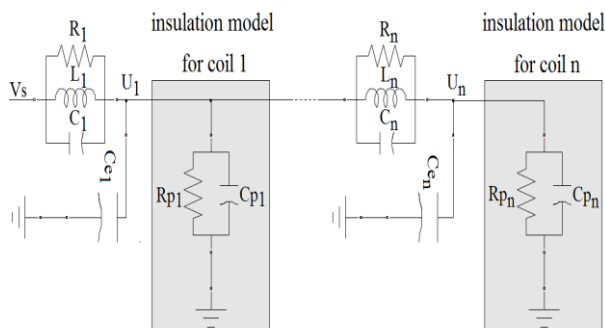 insulation model
for coil 1
insulation model
for coil n
R1
L1
C1
Vs
U1
Ce1
Rp1
Cp1
Rn
Ln
Cn
Un
Cen
Rpn
Cpn